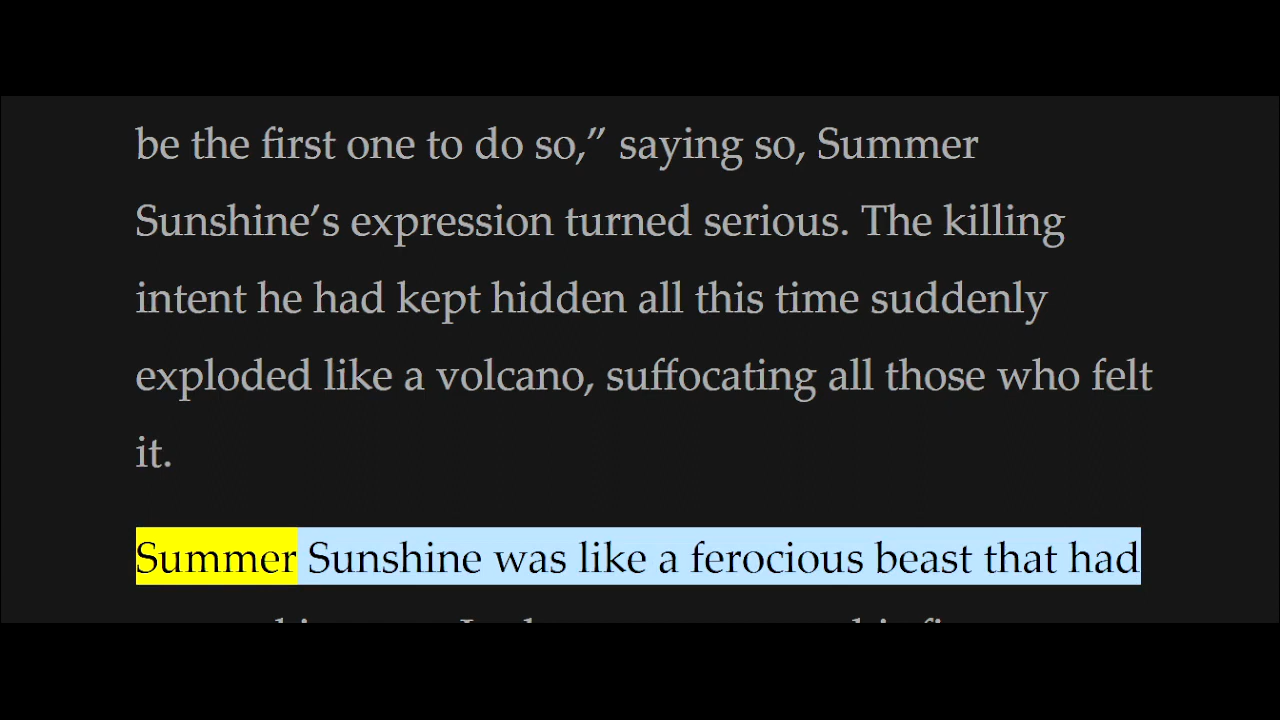 be the first one to do so,” saying so, Summer
Sunshine’s expression turned serious. The killing
intent he had kept hidden all this time suddenly
exploded like a volcano, suffocating all those who felt
it.
Summer Sunshine was like a ferocious beast that had